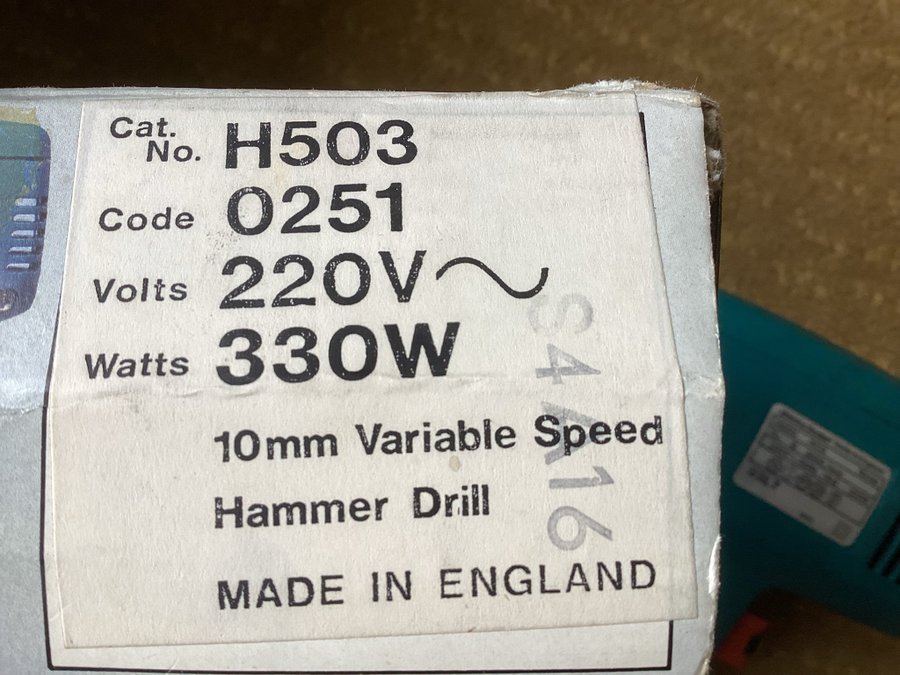 Cat. No. H503
Code 0251
Volts 220V~
Watts 330W
10mm Variable Speed
Hammer Drill
MADE IN ENGLAND
S4A16